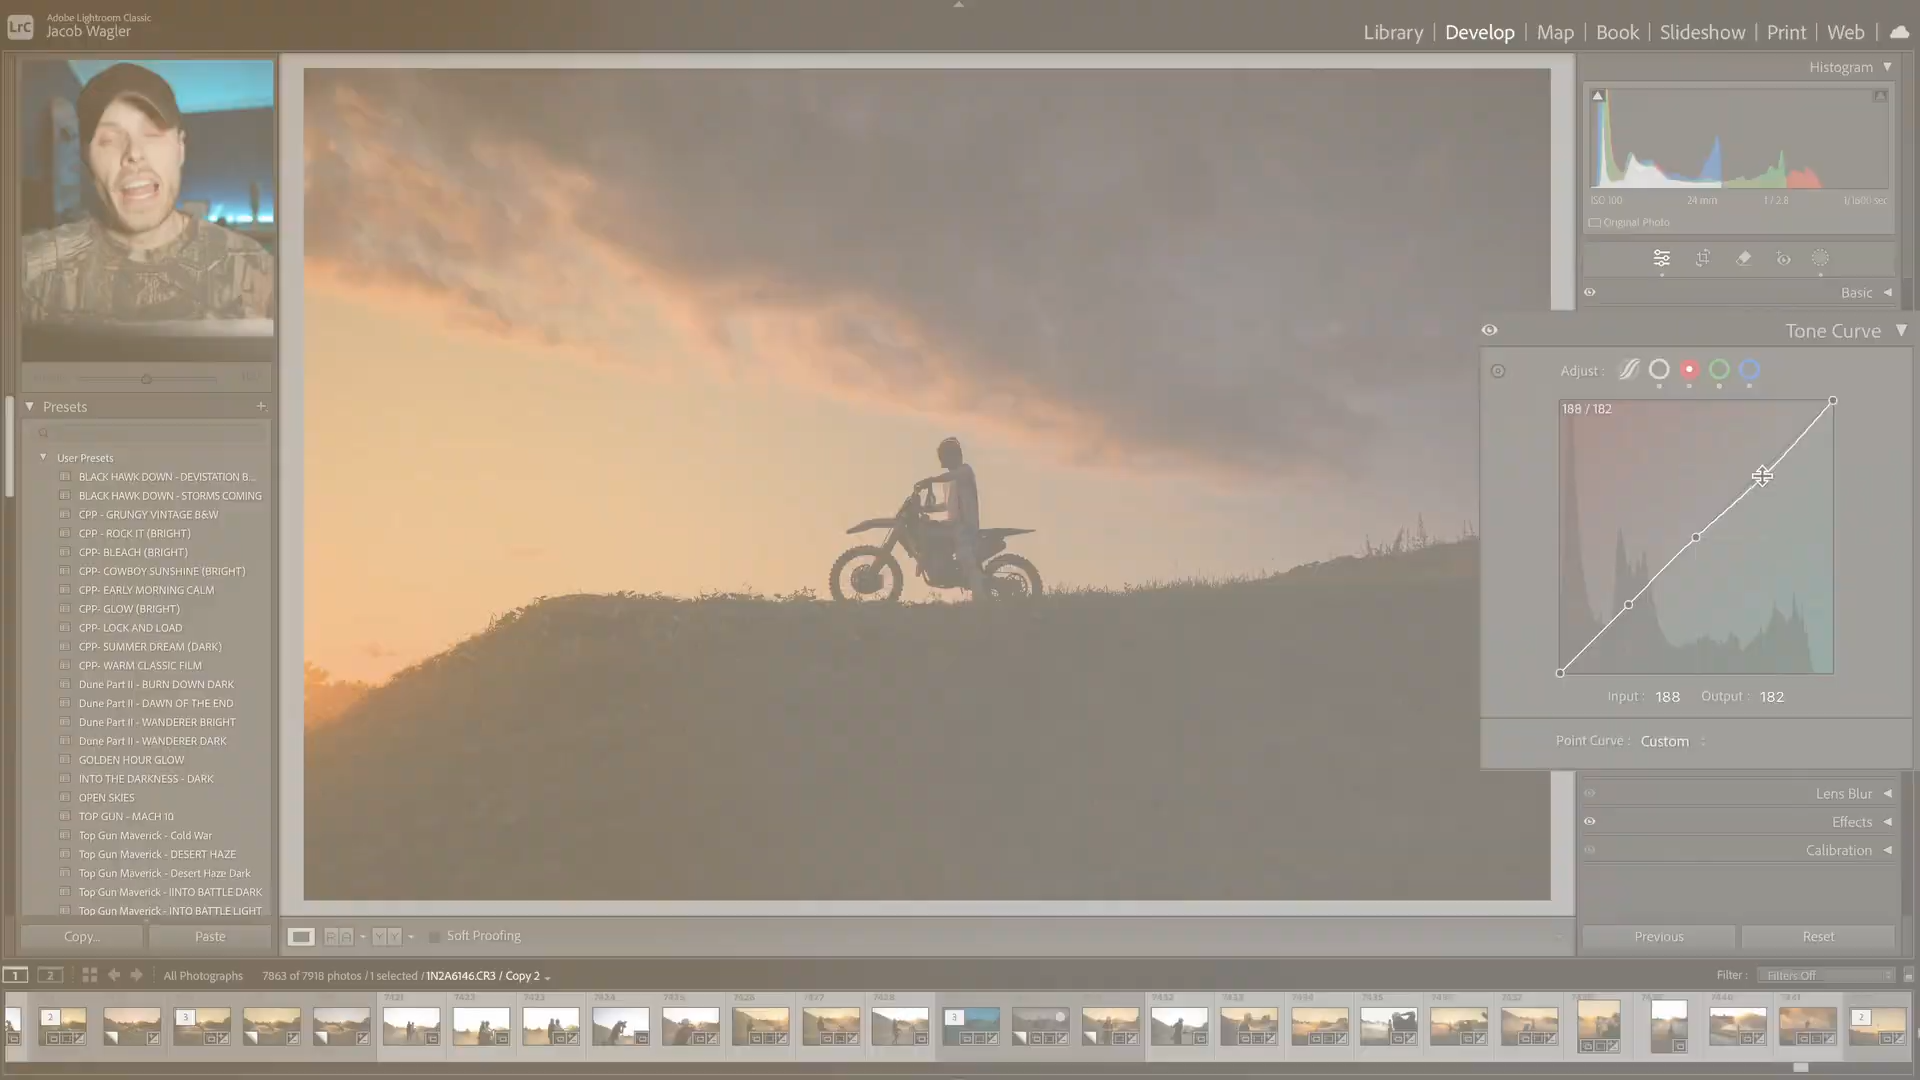 LrC
Adobe Lightroom Classic
Jacob Wagler
Library
Develop
Map
Book
Slideshow
Print
Web
Histogram
ISO 100
24 mm
f / 2.8
Original Photo
Basic
Tone Curve
Adjust :
188 / 182
Input : 188 Output : 182
Point Curve : Custom
Lens Blur
Effects
Calibration
Previous
Reset
Presets
User Presets
BLACK HAWK DOWN - DEVISTATION B...
BLACK HAWK DOWN - STORMS COMING
CPP - GRUNGY VINTAGE B&W
CPP - ROCK IT (BRIGHT)
CPP- BLEACH (BRIGHT)
CPP- COWBOY SUNSHINE (BRIGHT)
CPP- EARLY MORNING CALM
CPP- GLOW (BRIGHT)
CPP- LOCK AND LOAD
CPP- SUMMER DREAM (DARK)
CPP- WARM CLASSIC FILM
Dune Part II - BURN DOWN DARK
Dune Part II - DAWN OF THE END
Dune Part II - WANDERER BRIGHT
Dune Part II - WANDERER DARK
GOLDEN HOUR GLOW
INTO THE DARKNESS - DARK
OPEN SKIES
TOP GUN - MACH 10
Top Gun Maverick - Cold War
Top Gun Maverick - DESERT HAZE
Top Gun Maverick - Desert Haze Dark
Top Gun Maverick - IINTO BATTLE DARK
Top Gun Maverick - INTO BATTLE LIGHT
Copy...
Paste
R A
Y Y
Soft Proofing
1
2
All Photographs
7863 of 7918 photos / 1 selected / 1N2A6146.CR3 / Copy 2
Filter :
Filters Off
2
3
3
2